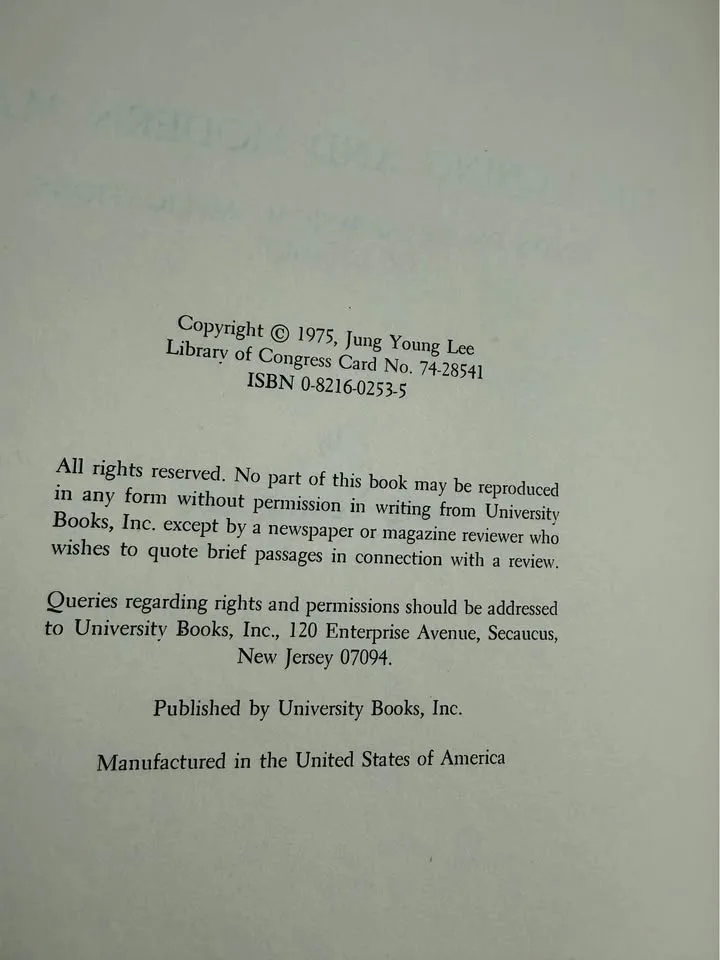 Copyright © 1975, Jung Young Lee
Library of Congress Card No. 74-28541
ISBN 0-8216-0253-5
All rights reserved. No part of this book may be reproduced
in any form without permission in writing from University
Books, Inc. except by a newspaper or magazine reviewer who
wishes to quote brief passages in connection with a review.
Queries regarding rights and permissions should be addressed
to University Books, Inc., 120 Enterprise Avenue, Secaucus,
New Jersey 07094.
Published by University Books, Inc.
Manufactured in the United States of America